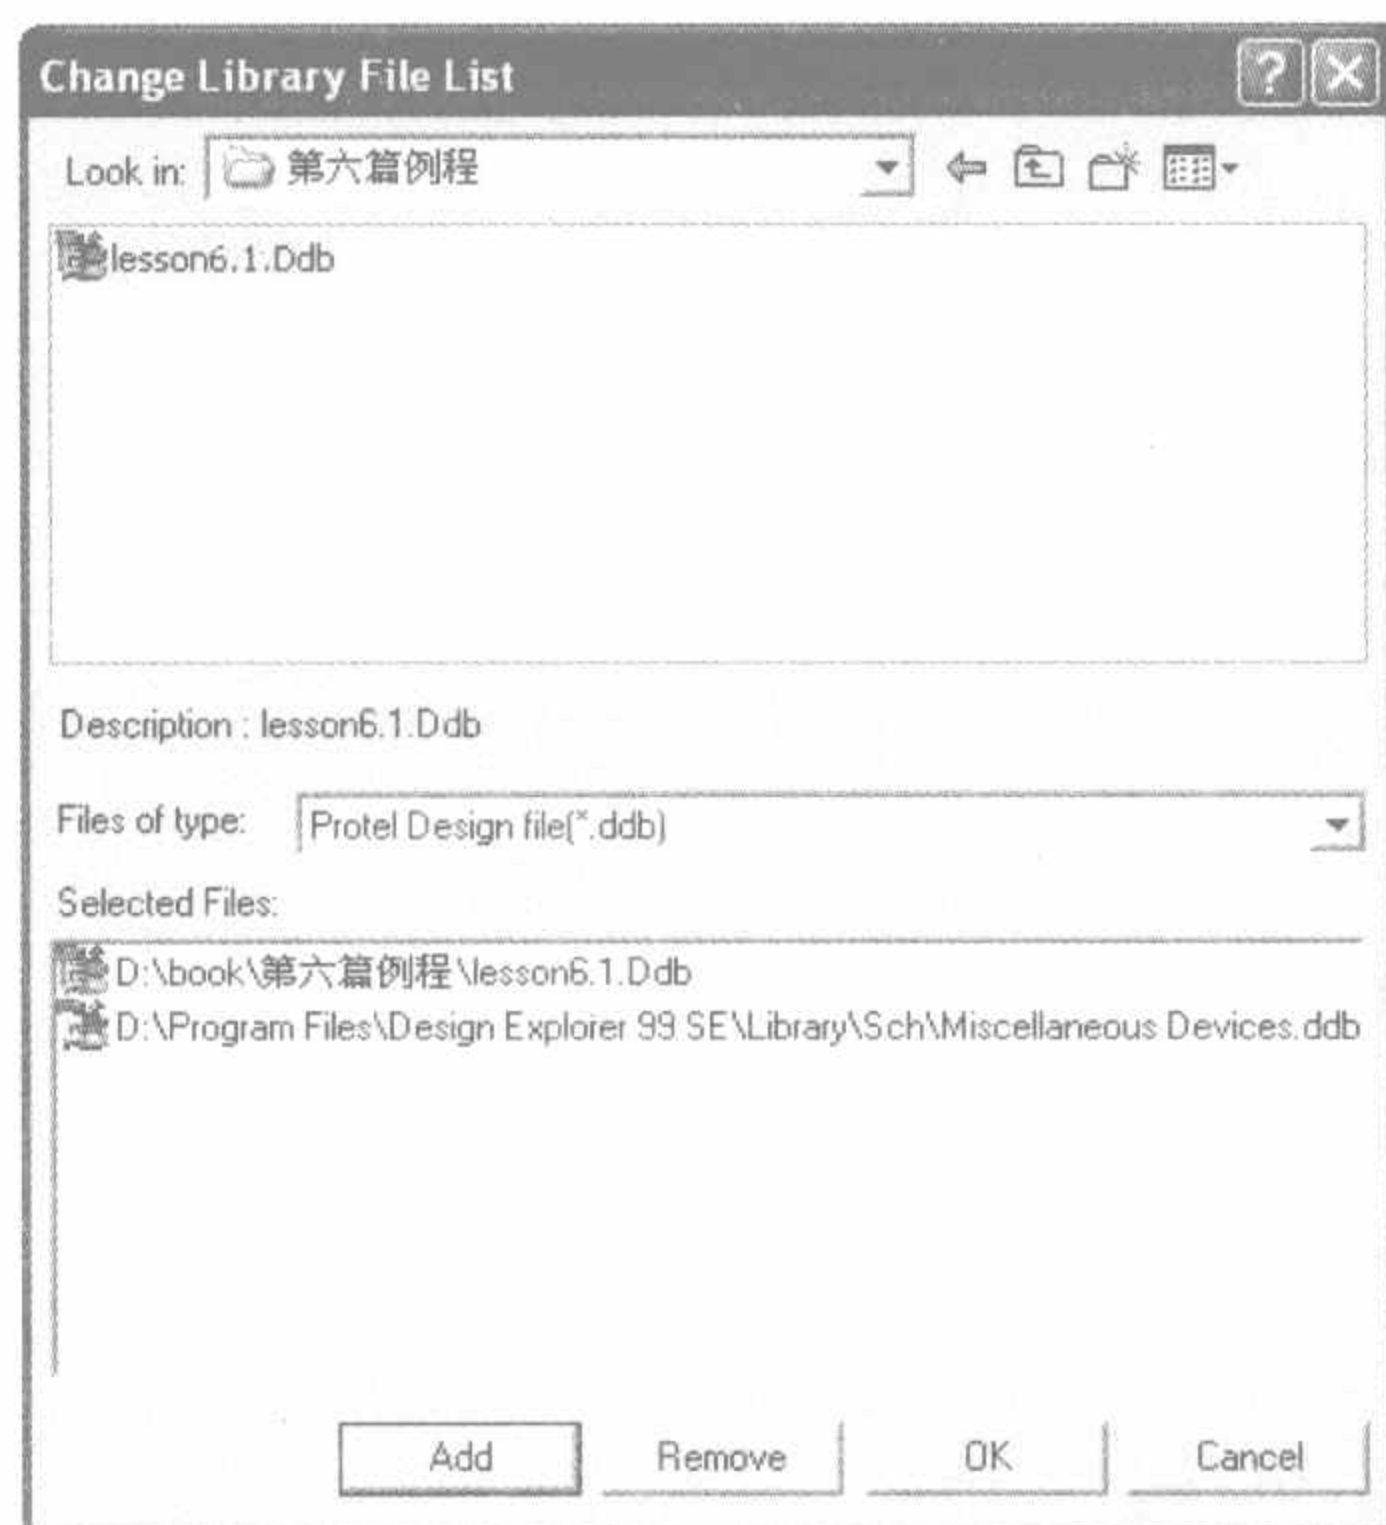 Change Library File List
Look in: 第六篇例程
lesson6.1.Ddb
Description : lesson6.1.Ddb
Files of type: Protel Design file(*.ddb)
Selected Files:
D:\book\第六篇例程\lesson6.1.Ddb
D:\Program Files\Design Explorer 99 SE\Library\Sch\Miscellaneous Devices.ddb
Add Remove OK Cancel